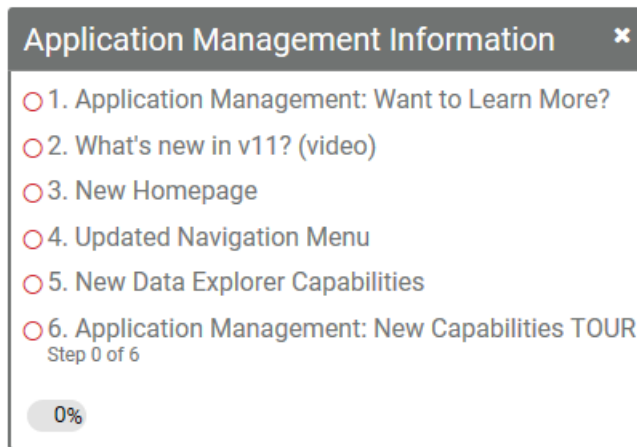 Application Management Information
1. Application Management: Want to Learn More?
2. What's new in v11? (video)
3. New Homepage
4. Updated Navigation Menu
5. New Data Explorer Capabilities
6. Application Management: New Capabilities TOUR
Step 0 of 6
0%